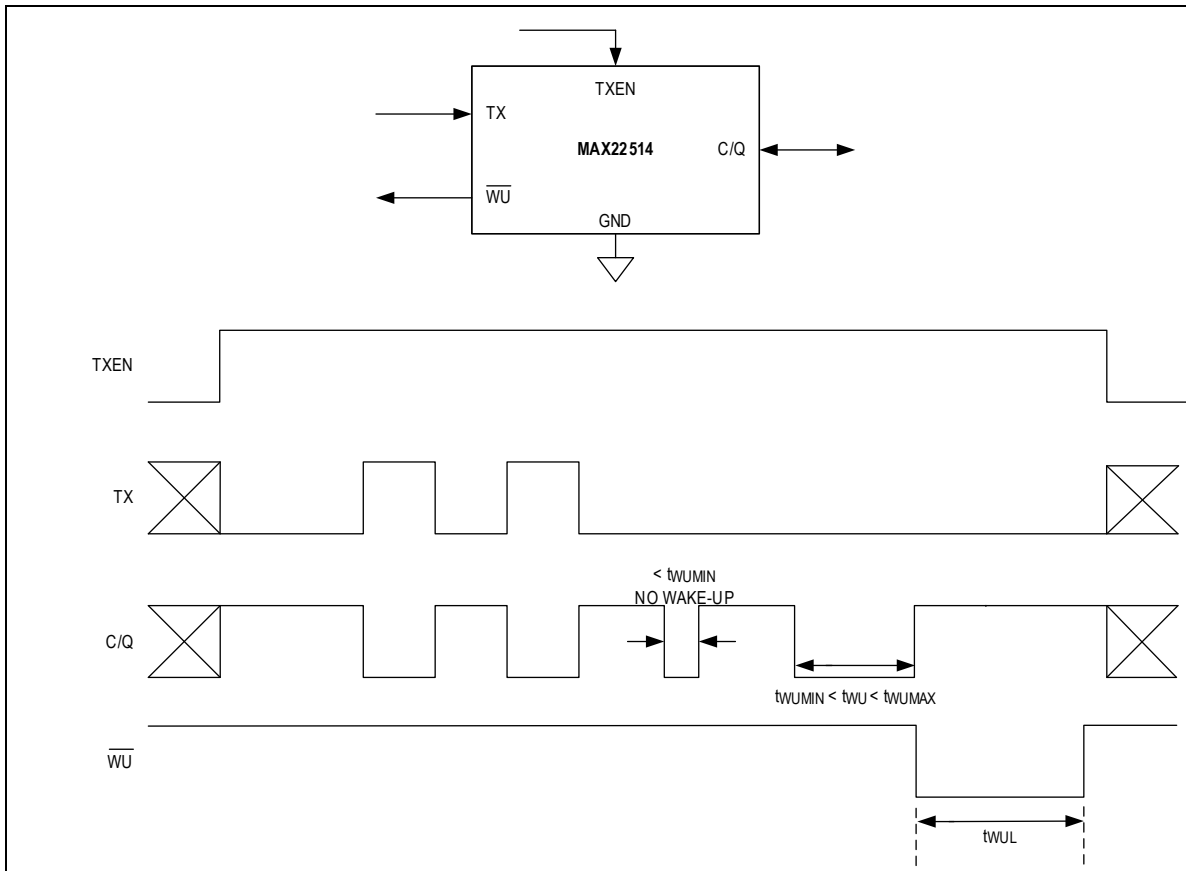 TXEN
TX
MAX22514
C/Q
WU
GND
TXEN
TX
< tWUMIN
NO WAKE-UP
C/Q
tWUMIN < tWU < tWUMAX
WU
tWUL